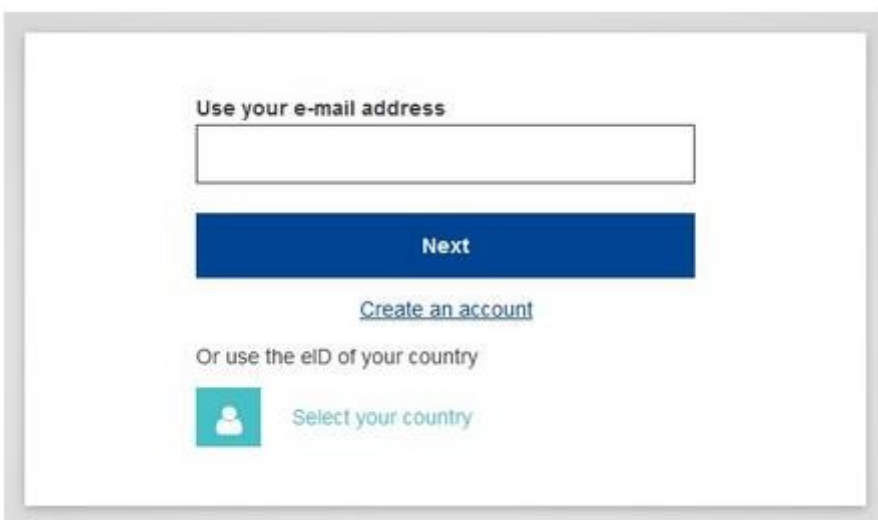 Use your e-mail address
Next
Create an account
Or use the eID of your country
Select your country